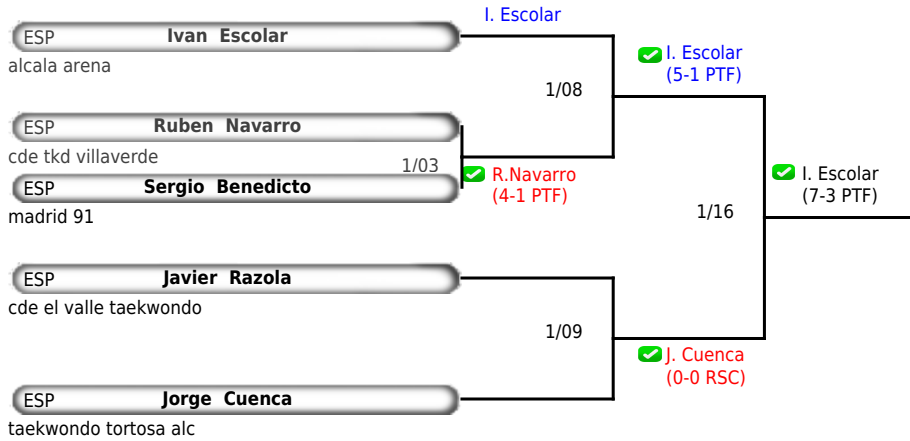 I. Escolar
ESP Ivan Escolar
alcala arena
I. Escolar
(5-1 PTF)
1/08
ESP Ruben Navarro
cde tkd villaverde
1/03
R.Navarro
(4-1 PTF)
ESP Sergio Benedicto
madrid 91
I. Escolar
(7-3 PTF)
1/16
ESP Javier Razola
cde el valle taekwondo
1/09
J. Cuenca
(0-0 RSC)
ESP Jorge Cuenca
taekwondo tortosa alc